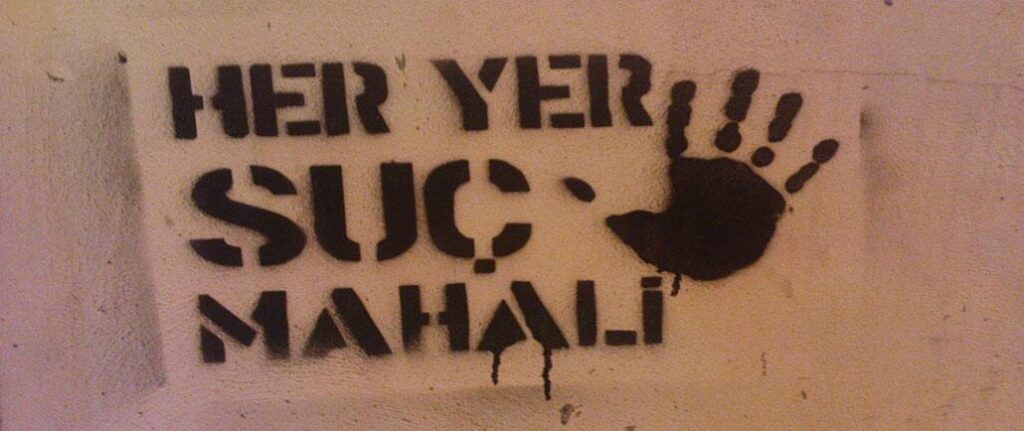 HER YER
SUÇ
MAHALİ